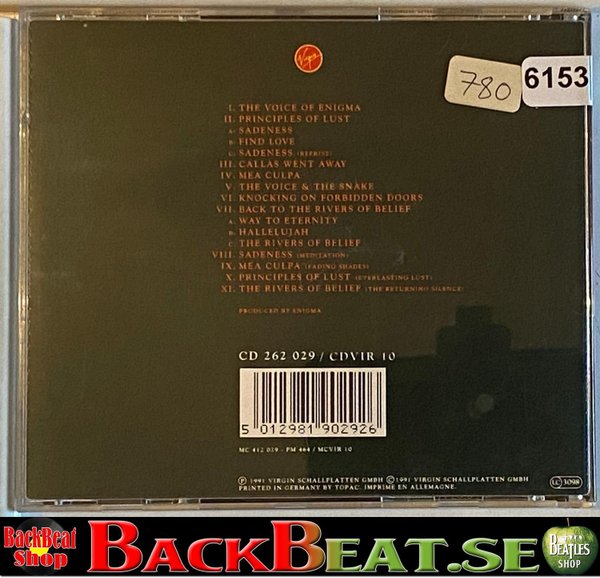 Virgin
780
6153
I. THE VOICE OF ENIGMA
II. PRINCIPLES OF LUST
A. SADENESS
B. FIND LOVE
C. SADENESS (REPRISE)
III. CALLAS WENT AWAY
IV. MEA CULPA
V. THE VOICE & THE SNAKE
VI. KNOCKING ON FORBIDDEN DOORS
VII. BACK TO THE RIVERS OF BELIEF
A. WAY TO ETERNITY
B. HALLELUJAH
C. THE RIVERS OF BELIEF
VIII. SADENESS (MEDITATION)
IX. MEA CULPA (FADING SHADES)
X. PRINCIPLES OF LUST (EVERLASTING LUST)
XI. THE RIVERS OF BELIEF (THE RETURNING SILENCE)
PRODUCED BY ENIGMA
CD 262 029 / CDVIR 10
5 012981 902926
MC 412 029 - PM 464 / MCVIR 10
Ⓟ 1991 VIRGIN SCHALLPLATTEN GMBH © 1991 VIRGIN SCHALLPLATTEN GMBH
PRINTED IN GERMANY BY TOPAC. IMPRIME EN ALLEMAGNE.
LC 3098
BackBeat
Shop
BACKBEAT.SE
BEATLES
SHOP